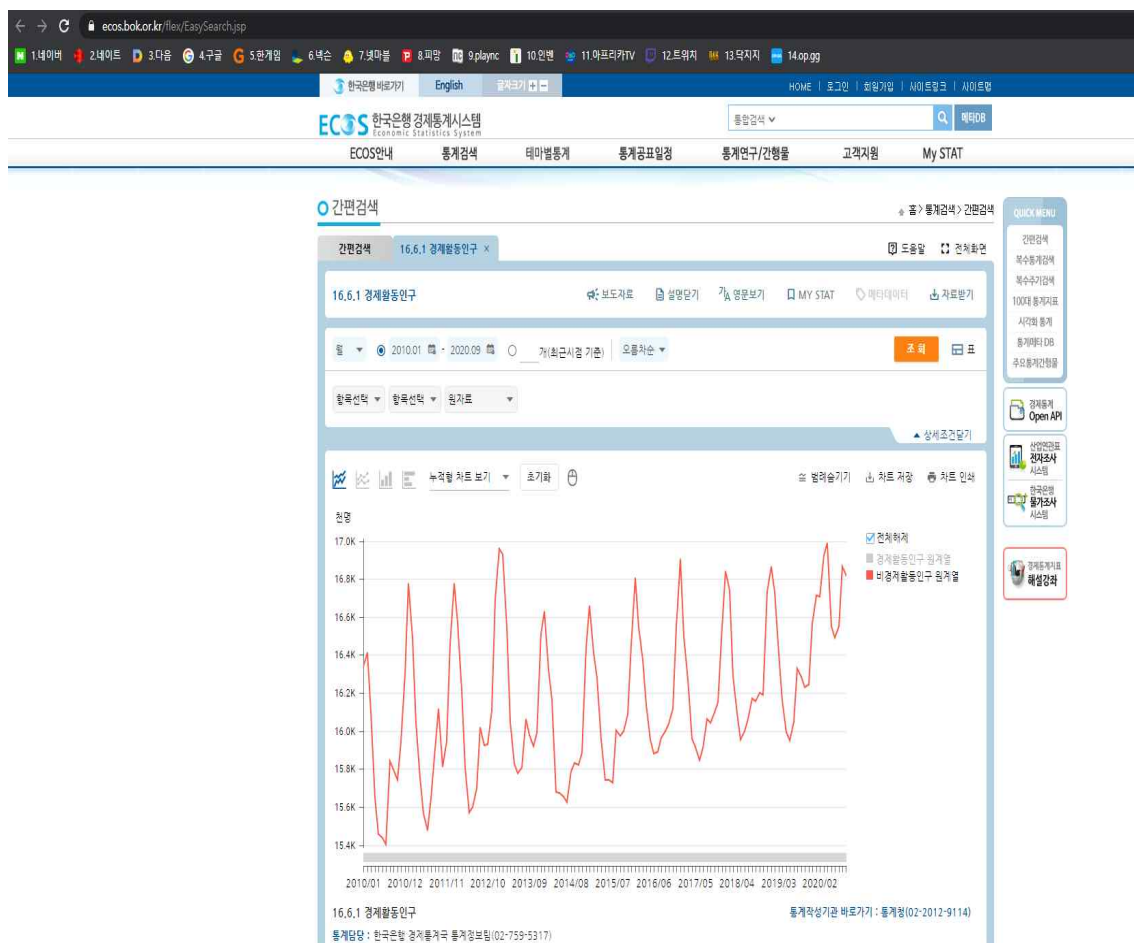 ecos.bok.or.kr/flex/EasySearch.jsp
1.네이버 2.네이트 3.다음 4.구글 5.한게임 6.넥슨 7.넷마블 8.피망 9.plaync 10.인벤 11.아프리카TV 12.트위치 13.닥지지 14.op.gg
한국은행 바로가기 English 글자크기 HOME | 로그인 | 회원가입 | 사이트링크 | 사이트맵
ECOS 한국은행 경제통계시스템 통합검색 메타DB
Economic Statistics System
ECOS안내 통계검색 테마별통계 통계공표일정 통계연구/간행물 고객지원 My STAT
간편검색 홈 > 통계검색 > 간편검색
간편검색 16.6.1 경제활동인구 × 도움말 전체화면
16.6.1 경제활동인구 보도자료 설명닫기 가A 영문보기 MY STAT 메타데이터 자료받기
월 2010.01 - 2020.09 개(최근시점 기준) 오름차순 조회 표
항목선택 항목선택 원자료
상세조건닫기
누적형 차트 보기 초기화 범례숨기기 차트 저장 차트 인쇄
천명
전체해제
경제활동인구 원계열
비경제활동인구 원계열
17.0K
16.8K
16.6K
16.4K
16.2K
16.0K
15.8K
15.6K
15.4K
2010/01 2010/12 2011/11 2012/10 2013/09 2014/08 2015/07 2016/06 2017/05 2018/04 2019/03 2020/02
16.6.1 경제활동인구 통계작성기관 바로가기 : 통계청(02-2012-9114)
통계담당 : 한국은행 경제통계국 통계정보팀(02-759-5317)
QUICK MENU
간편검색
복수통계검색
복수주기검색
100대 통계지표
시각화 통계
통계메타 DB
주요통계간행물
경제통계
Open API
산업연관표
전자조사
시스템
한국은행
물가조사
시스템
경제통계지표
해설강좌